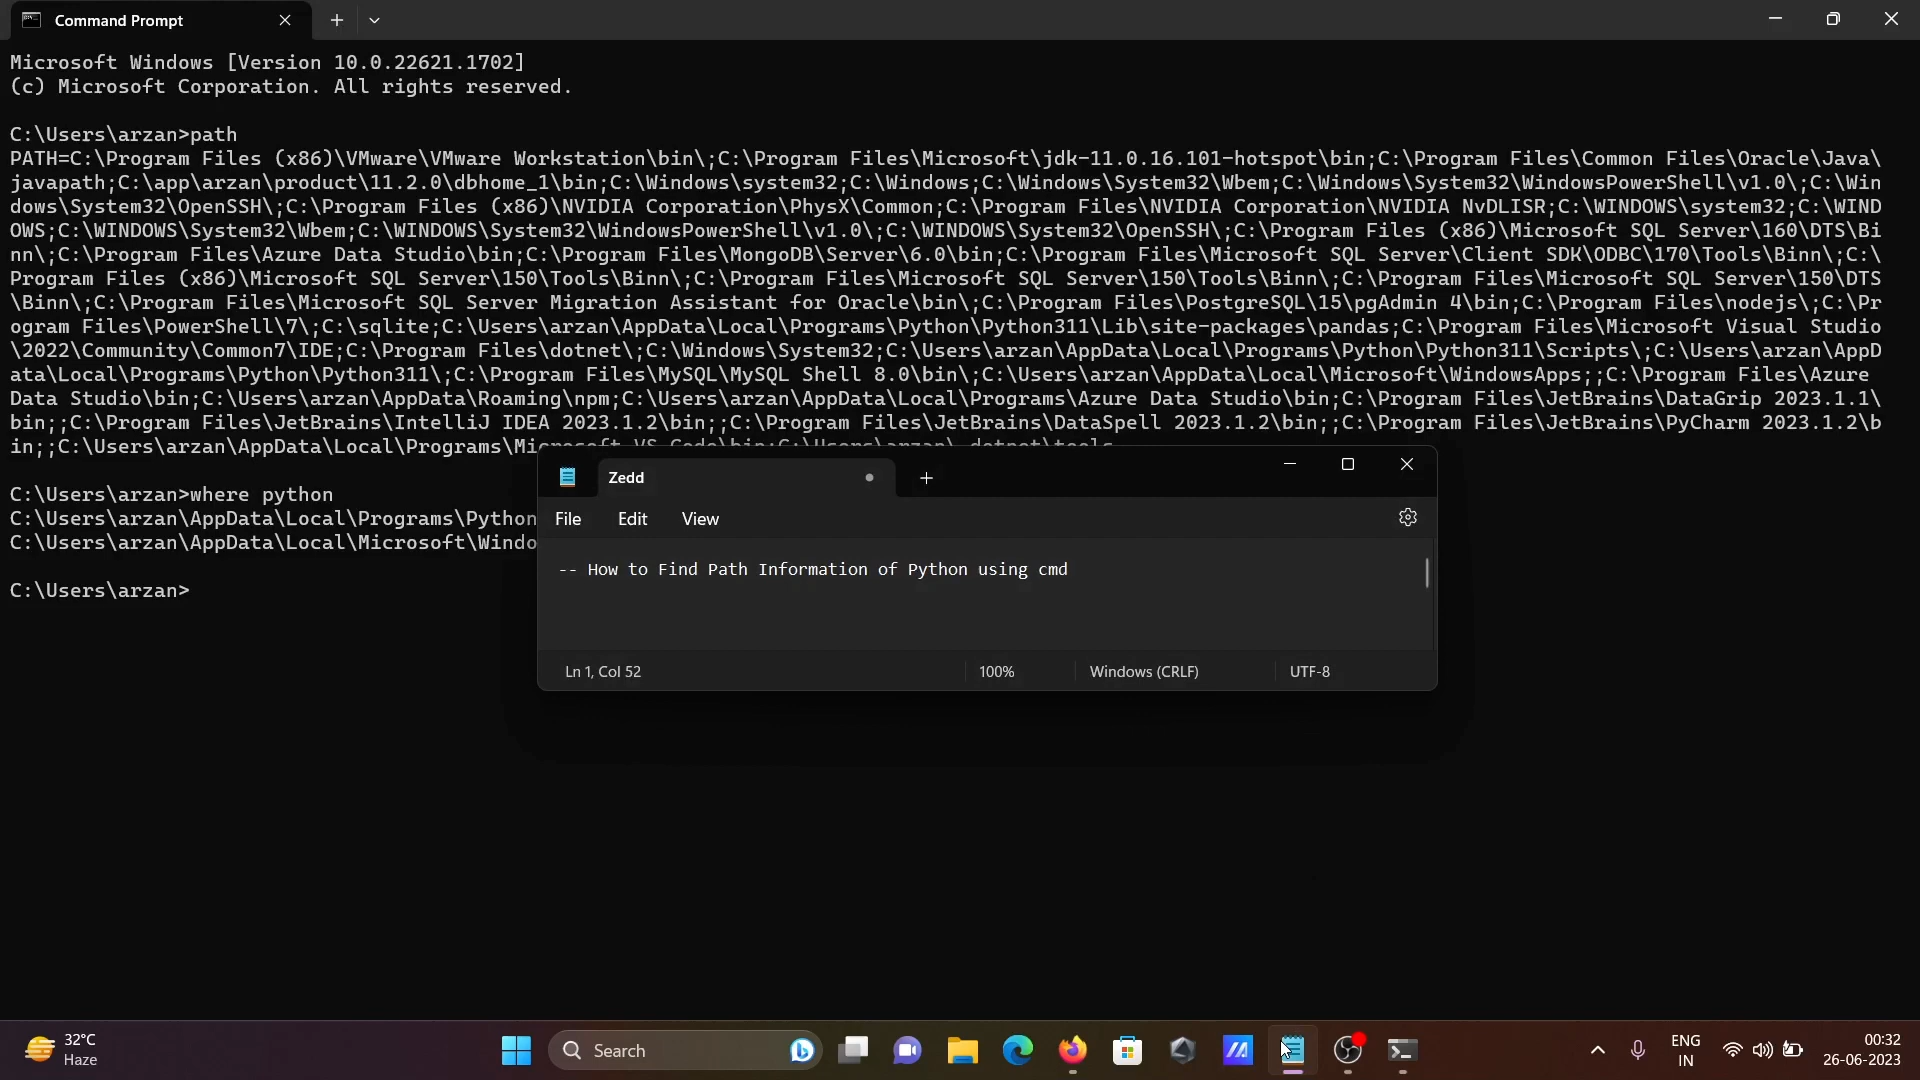 Command Prompt
Microsoft Windows [Version 10.0.22621.1702]
(c) Microsoft Corporation. All rights reserved.
C:\Users\arzan>path
PATH=C:\Program Files (x86)\VMware\VMware Workstation\bin\;C:\Program Files\Microsoft\jdk-11.0.16.101-hotspot\bin;C:\Program Files\Common Files\Oracle\Java\
javapath;C:\app\arzan\product\11.2.0\dbhome_1\bin;C:\Windows\system32;C:\Windows;C:\Windows\System32\Wbem;C:\Windows\System32\WindowsPowerShell\v1.0\;C:\Win
dows\System32\OpenSSH\;C:\Program Files (x86)\NVIDIA Corporation\PhysX\Common;C:\Program Files\NVIDIA Corporation\NVIDIA NvDLISR;C:\WINDOWS\system32;C:\WIND
OWS;C:\WINDOWS\System32\Wbem;C:\WINDOWS\System32\WindowsPowerShell\v1.0\;C:\WINDOWS\System32\OpenSSH\;C:\Program Files (x86)\Microsoft SQL Server\160\DTS\Bi
nn\;C:\Program Files\Azure Data Studio\bin;C:\Program Files\MongoDB\Server\6.0\bin;C:\Program Files\Microsoft SQL Server\Client SDK\ODBC\170\Tools\Binn\;C:\
Program Files (x86)\Microsoft SQL Server\150\Tools\Binn\;C:\Program Files\Microsoft SQL Server\150\Tools\Binn\;C:\Program Files\Microsoft SQL Server\150\DTS
\Binn\;C:\Program Files\Microsoft SQL Server Migration Assistant for Oracle\bin\;C:\Program Files\PostgreSQL\15\pgAdmin 4\bin;C:\Program Files\nodejs\;C:\Pr
ogram Files\PowerShell\7\;C:\sqlite;C:\Users\arzan\AppData\Local\Programs\Python\Python311\Lib\site-packages\pandas;C:\Program Files\Microsoft Visual Studio
\2022\Community\Common7\IDE;C:\Program Files\dotnet\;C:\Windows\System32;C:\Users\arzan\AppData\Local\Programs\Python\Python311\Scripts\;C:\Users\arzan\AppD
ata\Local\Programs\Python\Python311\;C:\Program Files\MySQL\MySQL Shell 8.0\bin\;C:\Users\arzan\AppData\Local\Microsoft\WindowsApps;;C:\Program Files\Azure
Data Studio\bin;C:\Users\arzan\AppData\Roaming\npm;C:\Users\arzan\AppData\Local\Programs\Azure Data Studio\bin;C:\Program Files\JetBrains\DataGrip 2023.1.1\
bin;;C:\Program Files\JetBrains\IntelliJ IDEA 2023.1.2\bin;;C:\Program Files\JetBrains\DataSpell 2023.1.2\bin;;C:\Program Files\JetBrains\PyCharm 2023.1.2\b
in;;C:\Users\arzan\AppData\Local\Programs\Microsoft VS Code\bin;C:\Users\arzan\.dotnet\tools
C:\Users\arzan>where python
C:\Users\arzan\AppData\Local\Programs\Python
C:\Users\arzan\AppData\Local\Microsoft\Windo
C:\Users\arzan>
Zedd
File Edit View
-- How to Find Path Information of Python using cmd
Ln 1, Col 52 100% Windows (CRLF) UTF-8
32°C
Haze
Search
ENG
IN
00:32
26-06-2023